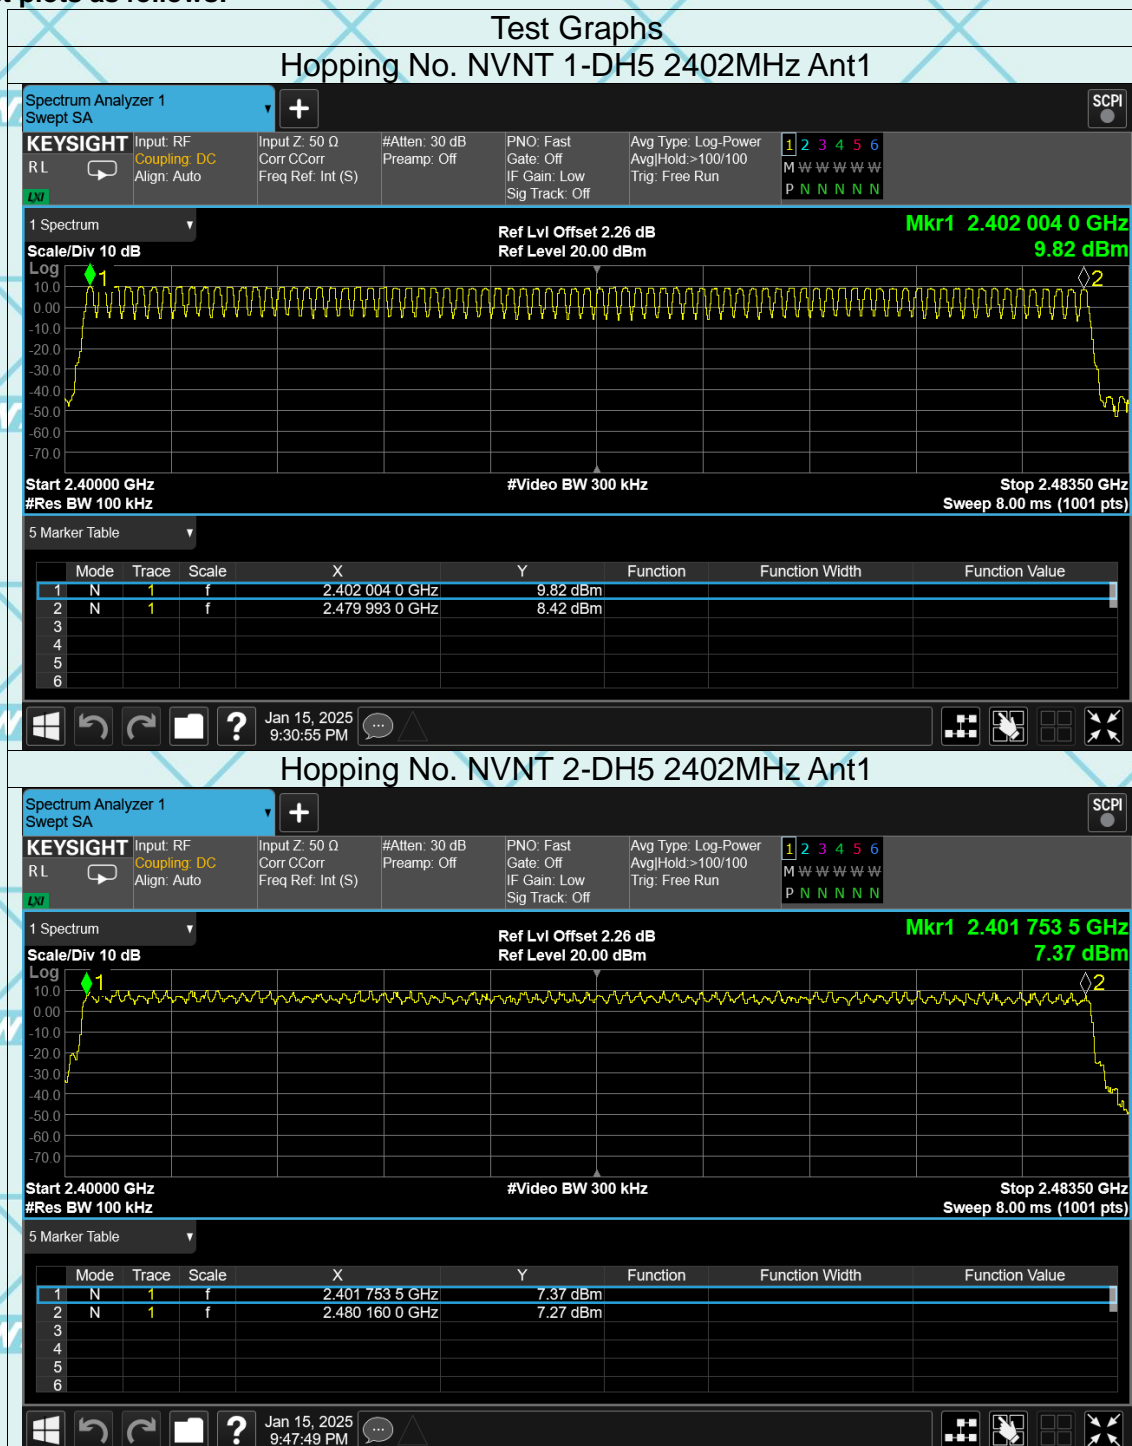 t plots as follows:
Test Graphs
Hopping No. NVNT 1-DH5 2402MHz Ant1
Spectrum Analyzer 1
Swept SA
SCPI
KEYSIGHT Input: RF Input Z: 50 Ω #Atten: 30 dB PNO: Fast Avg Type: Log-Power 1 2 3 4 5 6
RL Coupling: DC Corr CCorr Preamp: Off Gate: Off Avg|Hold:>100/100 M W W W W W
Align: Auto Freq Ref: Int (S) IF Gain: Low Trig: Free Run
LXI Sig Track: Off P N N N N N
1 Spectrum
Ref Lvl Offset 2.26 dB Mkr1 2.402 004 0 GHz
Scale/Div 10 dB Ref Level 20.00 dBm 9.82 dBm
Log
1 2
10.0
0.00
-10.0
-20.0
-30.0
-40.0
-50.0
-60.0
-70.0
Start 2.40000 GHz #Video BW 300 kHz Stop 2.48350 GHz
#Res BW 100 kHz Sweep 8.00 ms (1001 pts)
5 Marker Table
Mode Trace Scale X Y Function Function Width Function Value
1 N 1 f 2.402 004 0 GHz 9.82 dBm
2 N 1 f 2.479 993 0 GHz 8.42 dBm
3
4
5
6
? Jan 15, 2025
9:30:55 PM
Hopping No. NVNT 2-DH5 2402MHz Ant1
Spectrum Analyzer 1
Swept SA
SCPI
KEYSIGHT Input: RF Input Z: 50 Ω #Atten: 30 dB PNO: Fast Avg Type: Log-Power 1 2 3 4 5 6
RL Coupling: DC Corr CCorr Preamp: Off Gate: Off Avg|Hold:>100/100 M W W W W W
Align: Auto Freq Ref: Int (S) IF Gain: Low Trig: Free Run
LXI Sig Track: Off P N N N N N
1 Spectrum
Ref Lvl Offset 2.26 dB Mkr1 2.401 753 5 GHz
Scale/Div 10 dB Ref Level 20.00 dBm 7.37 dBm
Log
1 2
10.0
0.00
-10.0
-20.0
-30.0
-40.0
-50.0
-60.0
-70.0
Start 2.40000 GHz #Video BW 300 kHz Stop 2.48350 GHz
#Res BW 100 kHz Sweep 8.00 ms (1001 pts)
5 Marker Table
Mode Trace Scale X Y Function Function Width Function Value
1 N 1 f 2.401 753 5 GHz 7.37 dBm
2 N 1 f 2.480 160 0 GHz 7.27 dBm
3
4
5
6
? Jan 15, 2025
9:47:49 PM